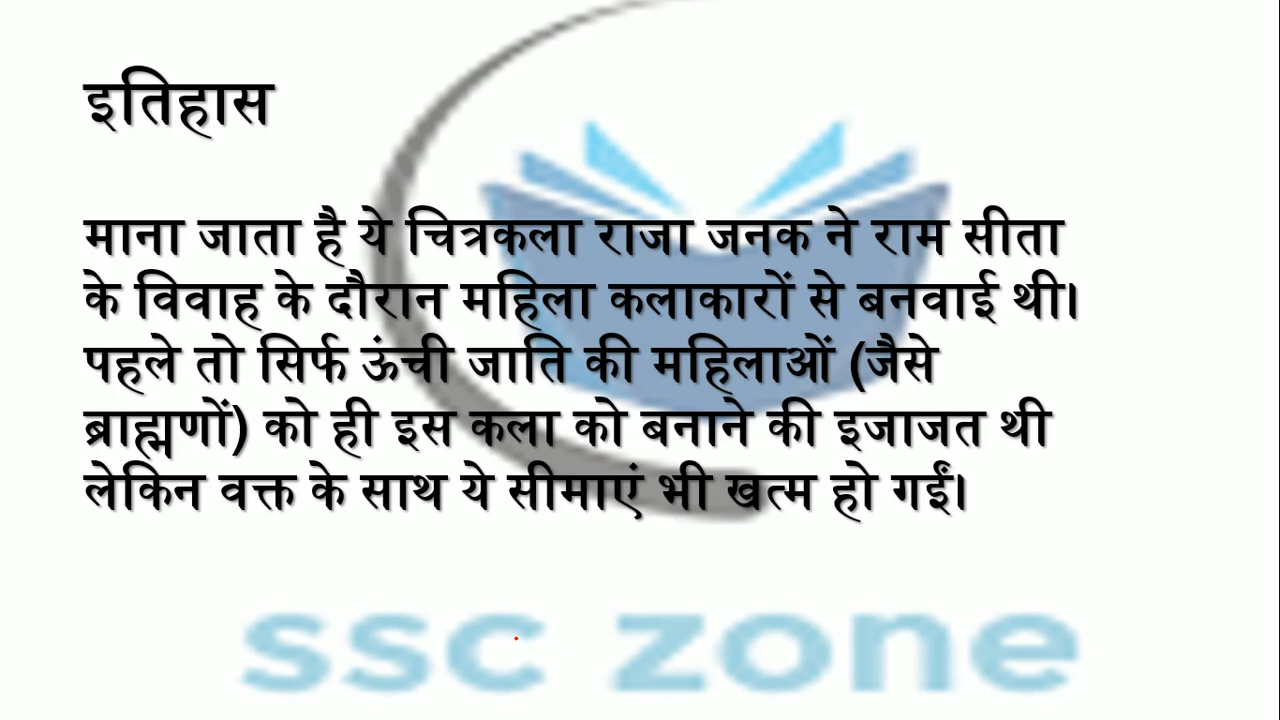 इतिहास
माना जाता है ये चित्रकला राजा जनक ने राम सीता
के विवाह के दौरान महिला कलाकारों से बनवाई थी।
पहले तो सिर्फ ऊंची जाति की महिलाओं (जैसे
ब्राह्मणों) को ही इस कला को बनाने की इजाजत थी
लेकिन वक्त के साथ ये सीमाएं भी खत्म हो गईं।
ssc zone